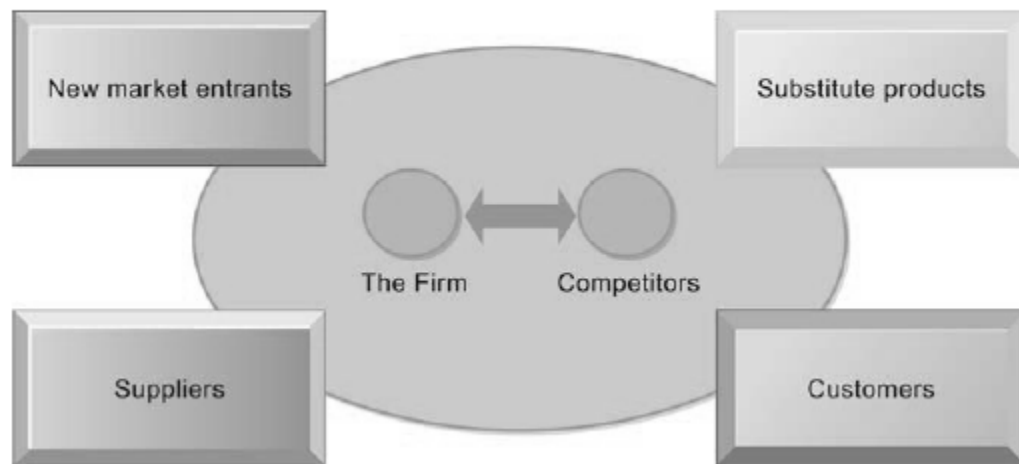 New market entrants
Substitute products
The Firm
Competitors
Suppliers
Customers